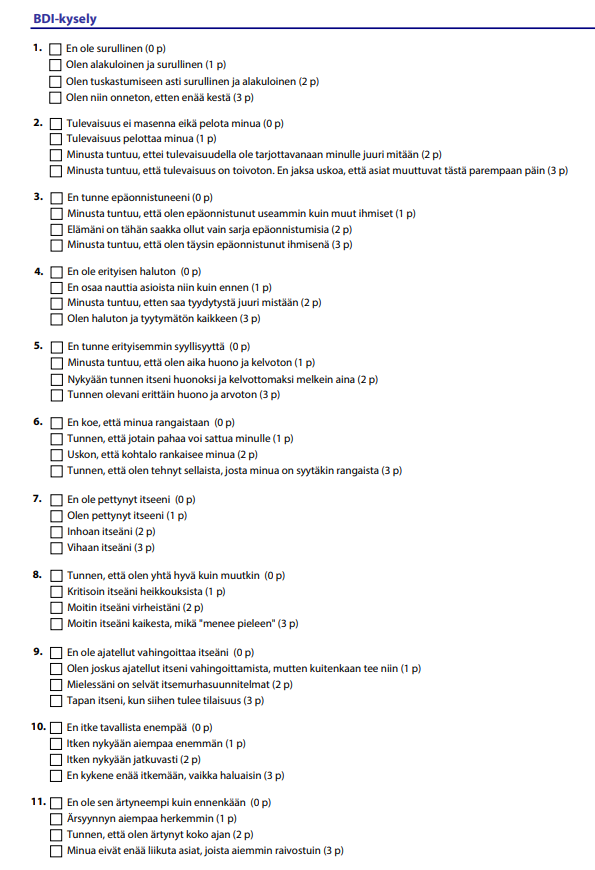 BDI-kysely
1. En ole surullinen (0 p)
Olen alakuloinen ja surullinen (1 p)
Olen tuskastumiseen asti surullinen ja alakuloinen (2 p)
Olen niin onneton, etten enää kestä (3 p)
2. Tulevaisuus ei masenna eikä pelota minua (0 p)
Tulevaisuus pelottaa minua (1 p)
Minusta tuntuu, ettei tulevaisuudella ole tarjottavanaan minulle juuri mitään (2 p)
Minusta tuntuu, että tulevaisuus on toivoton. En jaksa uskoa, että asiat muuttuvat tästä parempaan päin (3 p)
3. En tunne epäonnistuneeni (0 p)
Minusta tuntuu, että olen epäonnistunut useammin kuin muut ihmiset (1 p)
Elämäni on tähän saakka ollut vain sarja epäonnistumisia (2 p)
Minusta tuntuu, että olen täysin epäonnistunut ihmisenä (3 p)
4. En ole erityisen haluton (0 p)
En osaa nauttia asioista niin kuin ennen (1 p)
Minusta tuntuu, etten saa tyydytystä juuri mistään (2 p)
Olen haluton ja tyytymätön kaikkeen (3 p)
5. En tunne erityisemmin syyllisyyttä (0 p)
Minusta tuntuu, että olen aika huono ja kelvoton (1 p)
Nykyään tunnen itseni huonoksi ja kelvottomaksi melkein aina (2 p)
Tunnen olevani erittäin huono ja arvoton (3 p)
6. En koe, että minua rangaistaan (0 p)
Tunnen, että jotain pahaa voi sattua minulle (1 p)
Uskon, että kohtalo rankaisee minua (2 p)
Tunnen, että olen tehnyt sellaista, josta minua on syytäkin rangaista (3 p)
7. En ole pettynyt itseeni (0 p)
Olen pettynyt itseeni (1 p)
Inhoan itseäni (2 p)
Vihaan itseäni (3 p)
8. Tunnen, että olen yhtä hyvä kuin muutkin (0 p)
Kritisoin itseäni heikkouksista (1 p)
Moitin itseäni virheistäni (2 p)
Moitin itseäni kaikesta, mikä "menee pieleen" (3 p)
9. En ole ajatellut vahingoittaa itseäni (0 p)
Olen joskus ajatellut itseni vahingoittamista, mutten kuitenkaan tee niin (1 p)
Mielessäni on selvät itsemurhasuunnitelmat (2 p)
Tapan itseni, kun siihen tulee tilaisuus (3 p)
10. En itke tavallista enempää (0 p)
Itken nykyään aiempaa enemmän (1 p)
Itken nykyään jatkuvasti (2 p)
En kykene enää itkemään, vaikka haluaisin (3 p)
11. En ole sen ärtyneempi kuin ennenkään (0 p)
Ärsyynnyn aiempaa herkemmin (1 p)
Tunnen, että olen ärtynyt koko ajan (2 p)
Minua eivät enää liikuta asiat, joista aiemmin raivostuin (3 p)